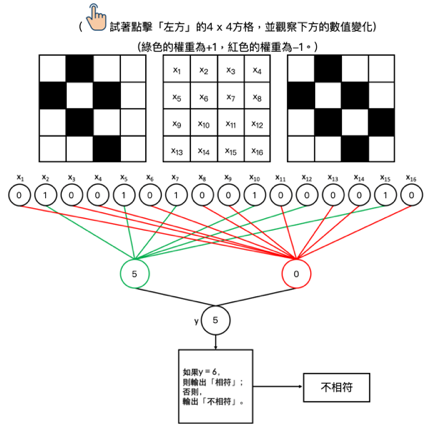 ( 試著點擊「左方」的4 x 4方格，並觀察下方的數值變化)
(綠色的權重為+1，紅色的權重為–1。)
x1 x2 x3 x4
x5 x6 x7 x8
x9 x10 x11 x12
x13 x14 x15 x16
x1 x2 x3 x4 x5 x6 x7 x8 x9 x10 x11 x12 x13 x14 x15 x16
0 1 0 0 1 0 1 0 0 1 0 0 0 0 1 0
5 0
y 5
如果y = 6，
則輸出「相符」；
否則，
輸出「不相符」。
不相符